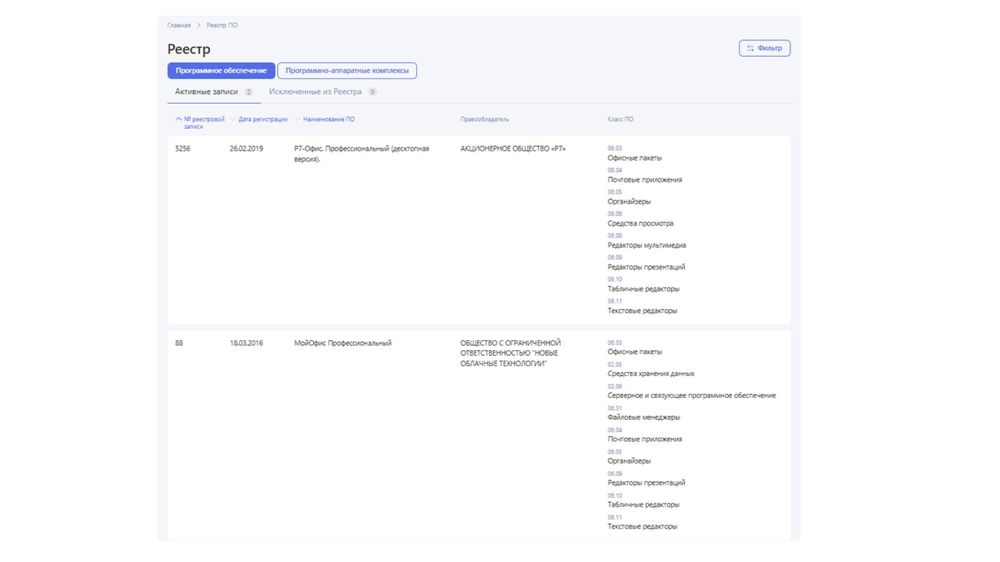 Главная > Реестр ПО
Реестр
Фильтр
Программное обеспечение
Программно-аппаратные комплексы
Активные записи 2
Исключенные из Реестра 0
№ реестровой
записи
Дата регистрации
Наименование ПО
Правообладатель
Класс ПО
5256
26.02.2019
Р7-Офис. Профессиональный (десктопная
версия).
АКЦИОНЕРНОЕ ОБЩЕСТВО «Р7»
06.03
Офисные пакеты
06.04
Почтовые приложения
06.05
Органайзеры
06.06
Средства просмотра
06.08
Редакторы мультимедиа
06.09
Редакторы презентаций
06.10
Табличные редакторы
06.11
Текстовые редакторы
88
18.03.2016
МойОфис Профессиональный
ОБЩЕСТВО С ОГРАНИЧЕННОЙ
ОТВЕТСТВЕННОСТЬЮ "НОВЫЕ
ОБЛАЧНЫЕ ТЕХНОЛОГИИ"
06.03
Офисные пакеты
02.05
Средства хранения данных
02.06
Серверное и связующее программное обеспечение
06.01
Файловые менеджеры
06.04
Почтовые приложения
06.05
Органайзеры
06.09
Редакторы презентаций
06.10
Табличные редакторы
06.11
Текстовые редакторы